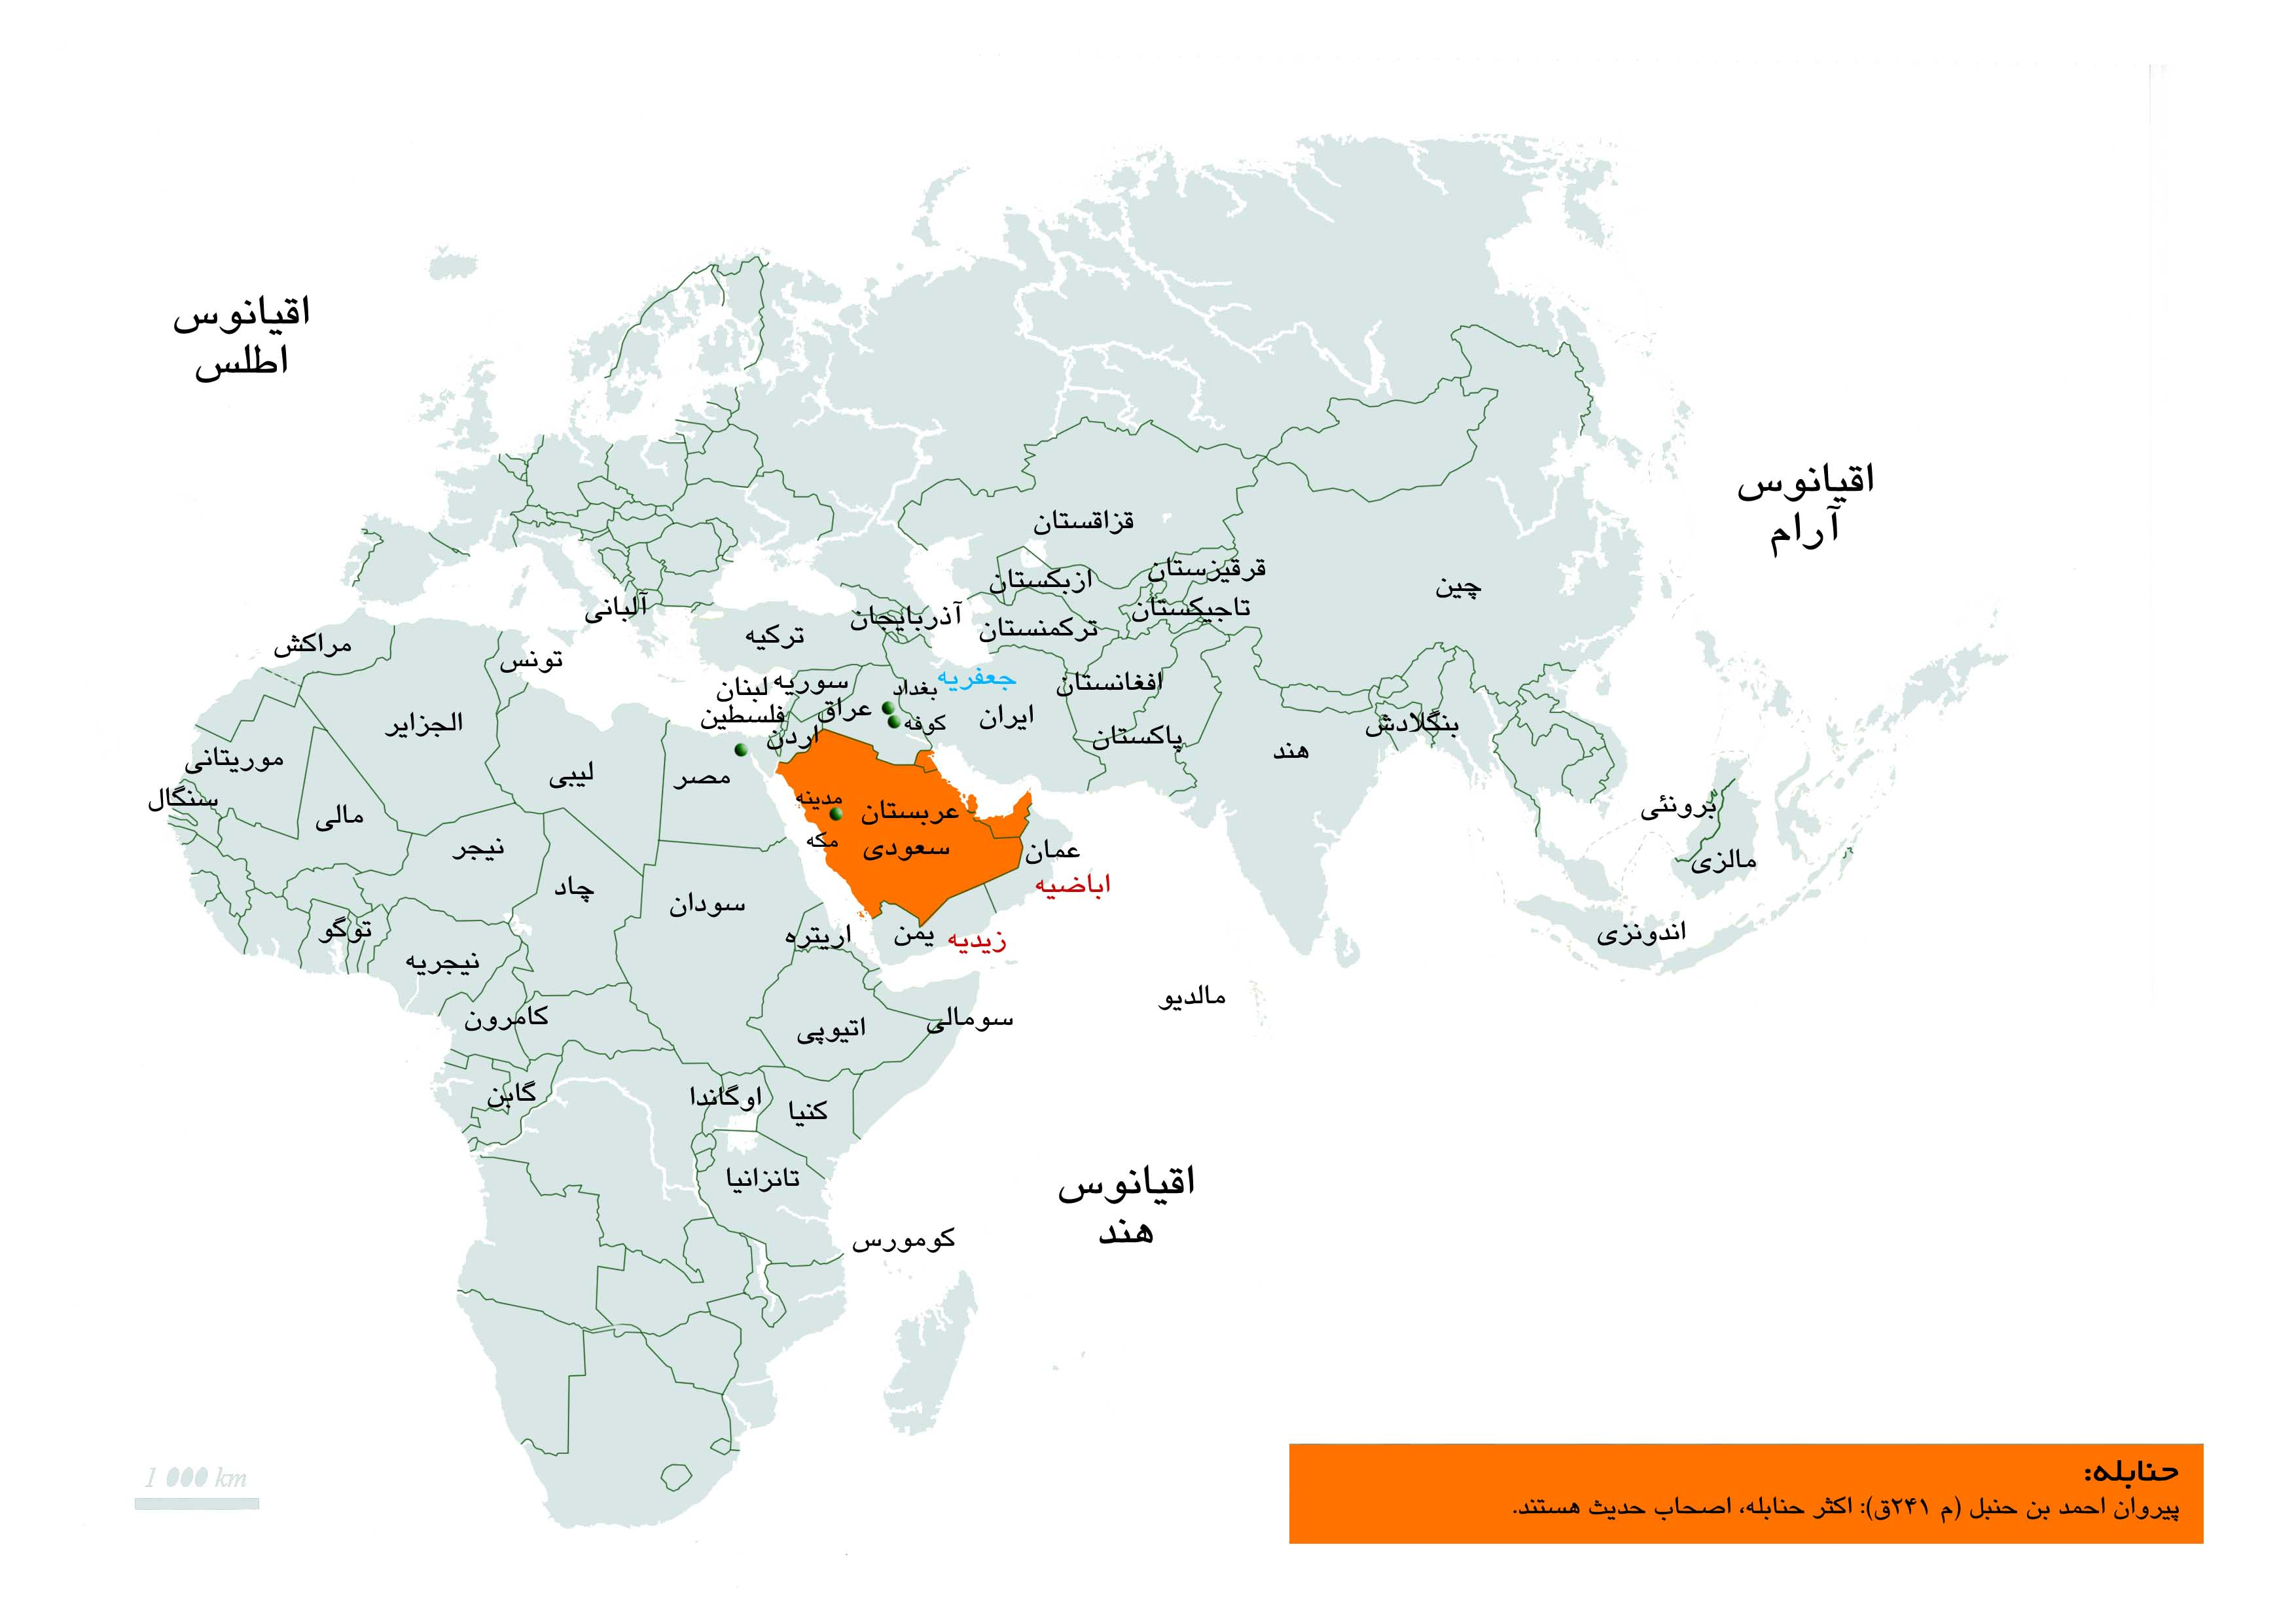 اقیانوس
اطلس
اقیانوس
آرام
قزاقستان
قرقیزستان
ازبکستان
چین
تاجیکستان
آلبانی
آذربایجان
ترکمنستان
ترکیه
مراکش
تونس
جعفریه
افغانستان
سوریه
لبنان
بغداد
عراق
فلسطین
کوفه
ایران
الجزایر
بنگلادش
اردن
پاکستان
هند
موریتانی
لیبی
مصر
سنگال
مدینه
عربستان
سعودی
مکه
برونئی
مالی
نیجر
عمان
مالزی
اباضیه
چاد
سودان
توگو
اریتره
یمن
زیدیه
اندونزی
نیجریه
مالدیو
کامرون
اتیوپی
سومالی
گابن
اوگاندا
کنیا
تانزانیا
اقیانوس
هند
کومورس
حنابله:
پیروان احمد بن حنبل (م ۲۴۱ق): اکثر حنابله، اصحاب حدیث هستند.
1 000 km